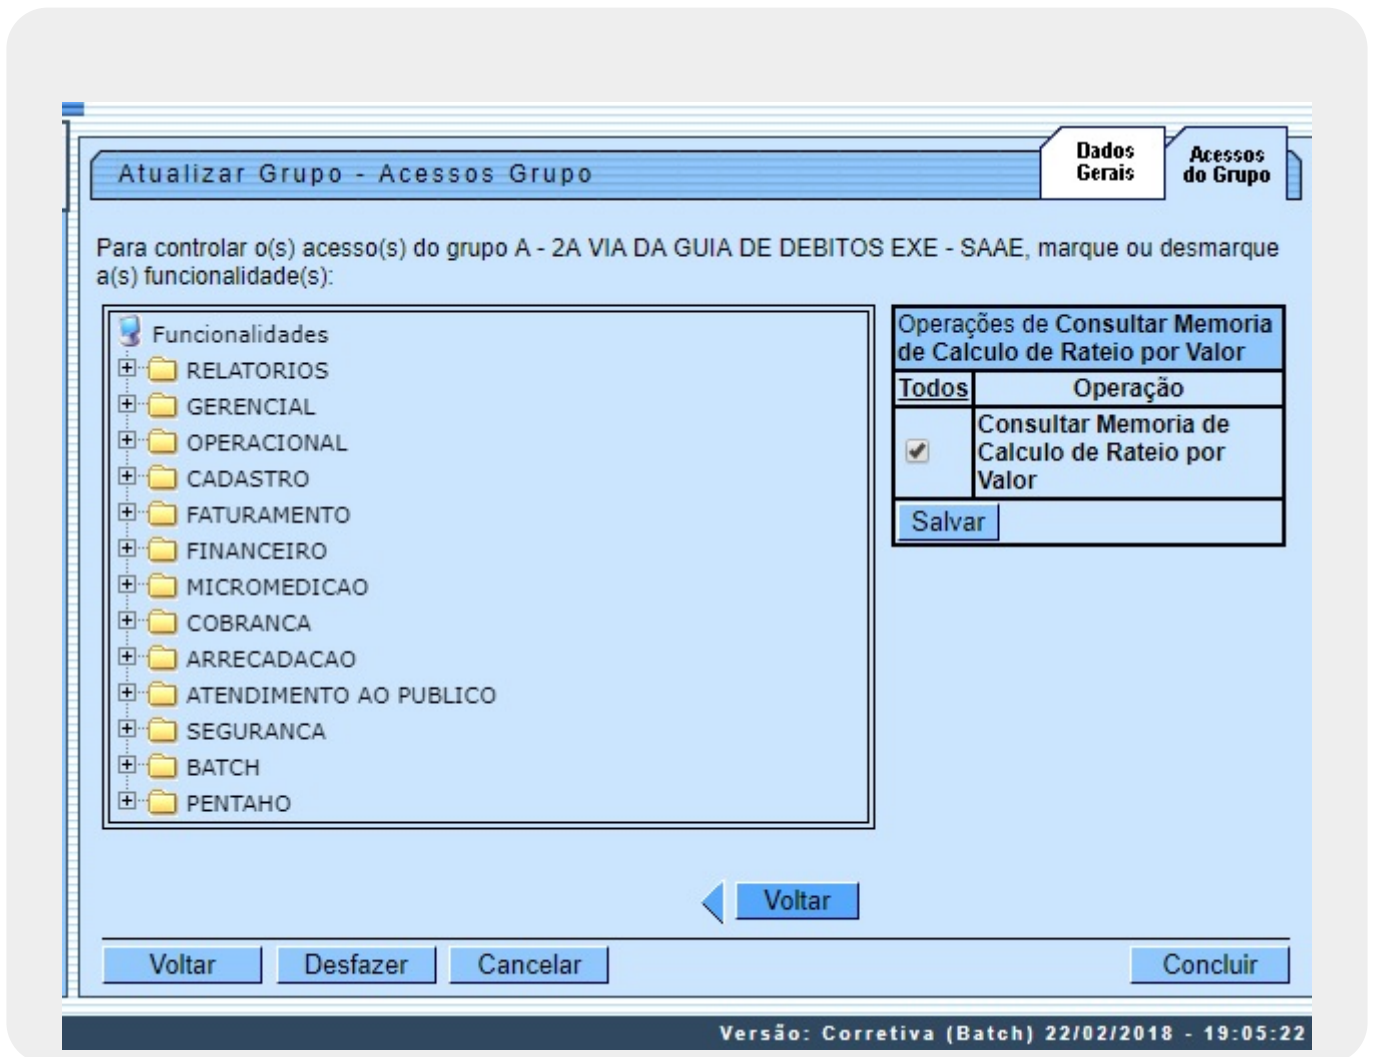 Dados
Gerais
Acessos
do Grupo
Atualizar Grupo - Acessos Grupo
Para controlar o(s) acesso(s) do grupo A - 2A VIA DA GUIA DE DEBITOS EXE - SAAE, marque ou desmarque
a(s) funcionalidade(s):
Funcionalidades
RELATORIOS
GERENCIAL
OPERACIONAL
CADASTRO
FATURAMENTO
FINANCEIRO
MICROMEDICAO
COBRANCA
ARRECADACAO
ATENDIMENTO AO PUBLICO
SEGURANCA
BATCH
PENTAHO
Operações de Consultar Memoria
de Calculo de Rateio por Valor
Todos Operação
Consultar Memoria de
Calculo de Rateio por
Valor
Salvar
Voltar
Voltar Desfazer Cancelar Concluir
Versão: Corretiva (Batch) 22/02/2018 - 19:05:22